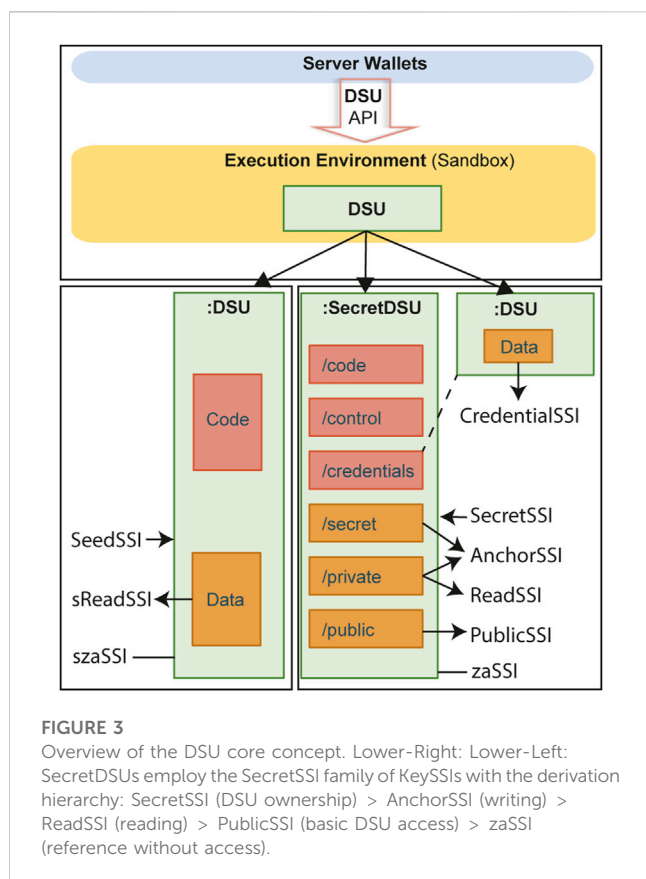 Server Wallets
DSU
API
Execution Environment (Sandbox)
DSU
:DSU
Code
Data
SeedSSI
sReadSSI
szaSSI
:SecretDSU
/code
/control
/credentials
/secret
/private
/public
:DSU
Data
CredentialSSI
SecretSSI
AnchorSSI
ReadSSI
PublicSSI
zaSSI
FIGURE 3
Overview of the DSU core concept. Lower-Right: Lower-Left:
SecretDSUs employ the SecretSSI family of KeySSIs with the derivation
hierarchy: SecretSSI (DSU ownership) > AnchorSSI (writing) >
ReadSSI (reading) > PublicSSI (basic DSU access) > zaSSI
(reference without access).